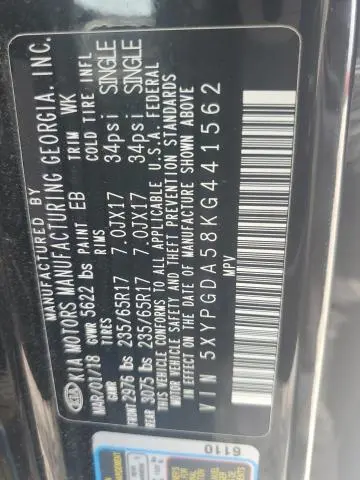 MANUFACTURED BY
KIA KIA MOTORS MANUFACTURING GEORGIA, INC.
MAR/07/18 GVWR 5622 lbs PAINT EB TRIM WK
GAWR COLD TIRE INFL
FRONT 2976 lbs 235/65R17 7.0JX17 34psi SINGLE
REAR 3075 lbs 235/65R17 7.0JX17 34psi SINGLE
THIS VEHICLE CONFORMS TO ALL APPLICABLE U.S.A. FEDERAL
MOTOR VEHICLE SAFETY AND THEFT PREVENTION STANDARDS
IN EFFECT ON THE DATE OF MANUFACTURE SHOWN ABOVE
VIN 5XYPGDA58KG441562
MPV
6110